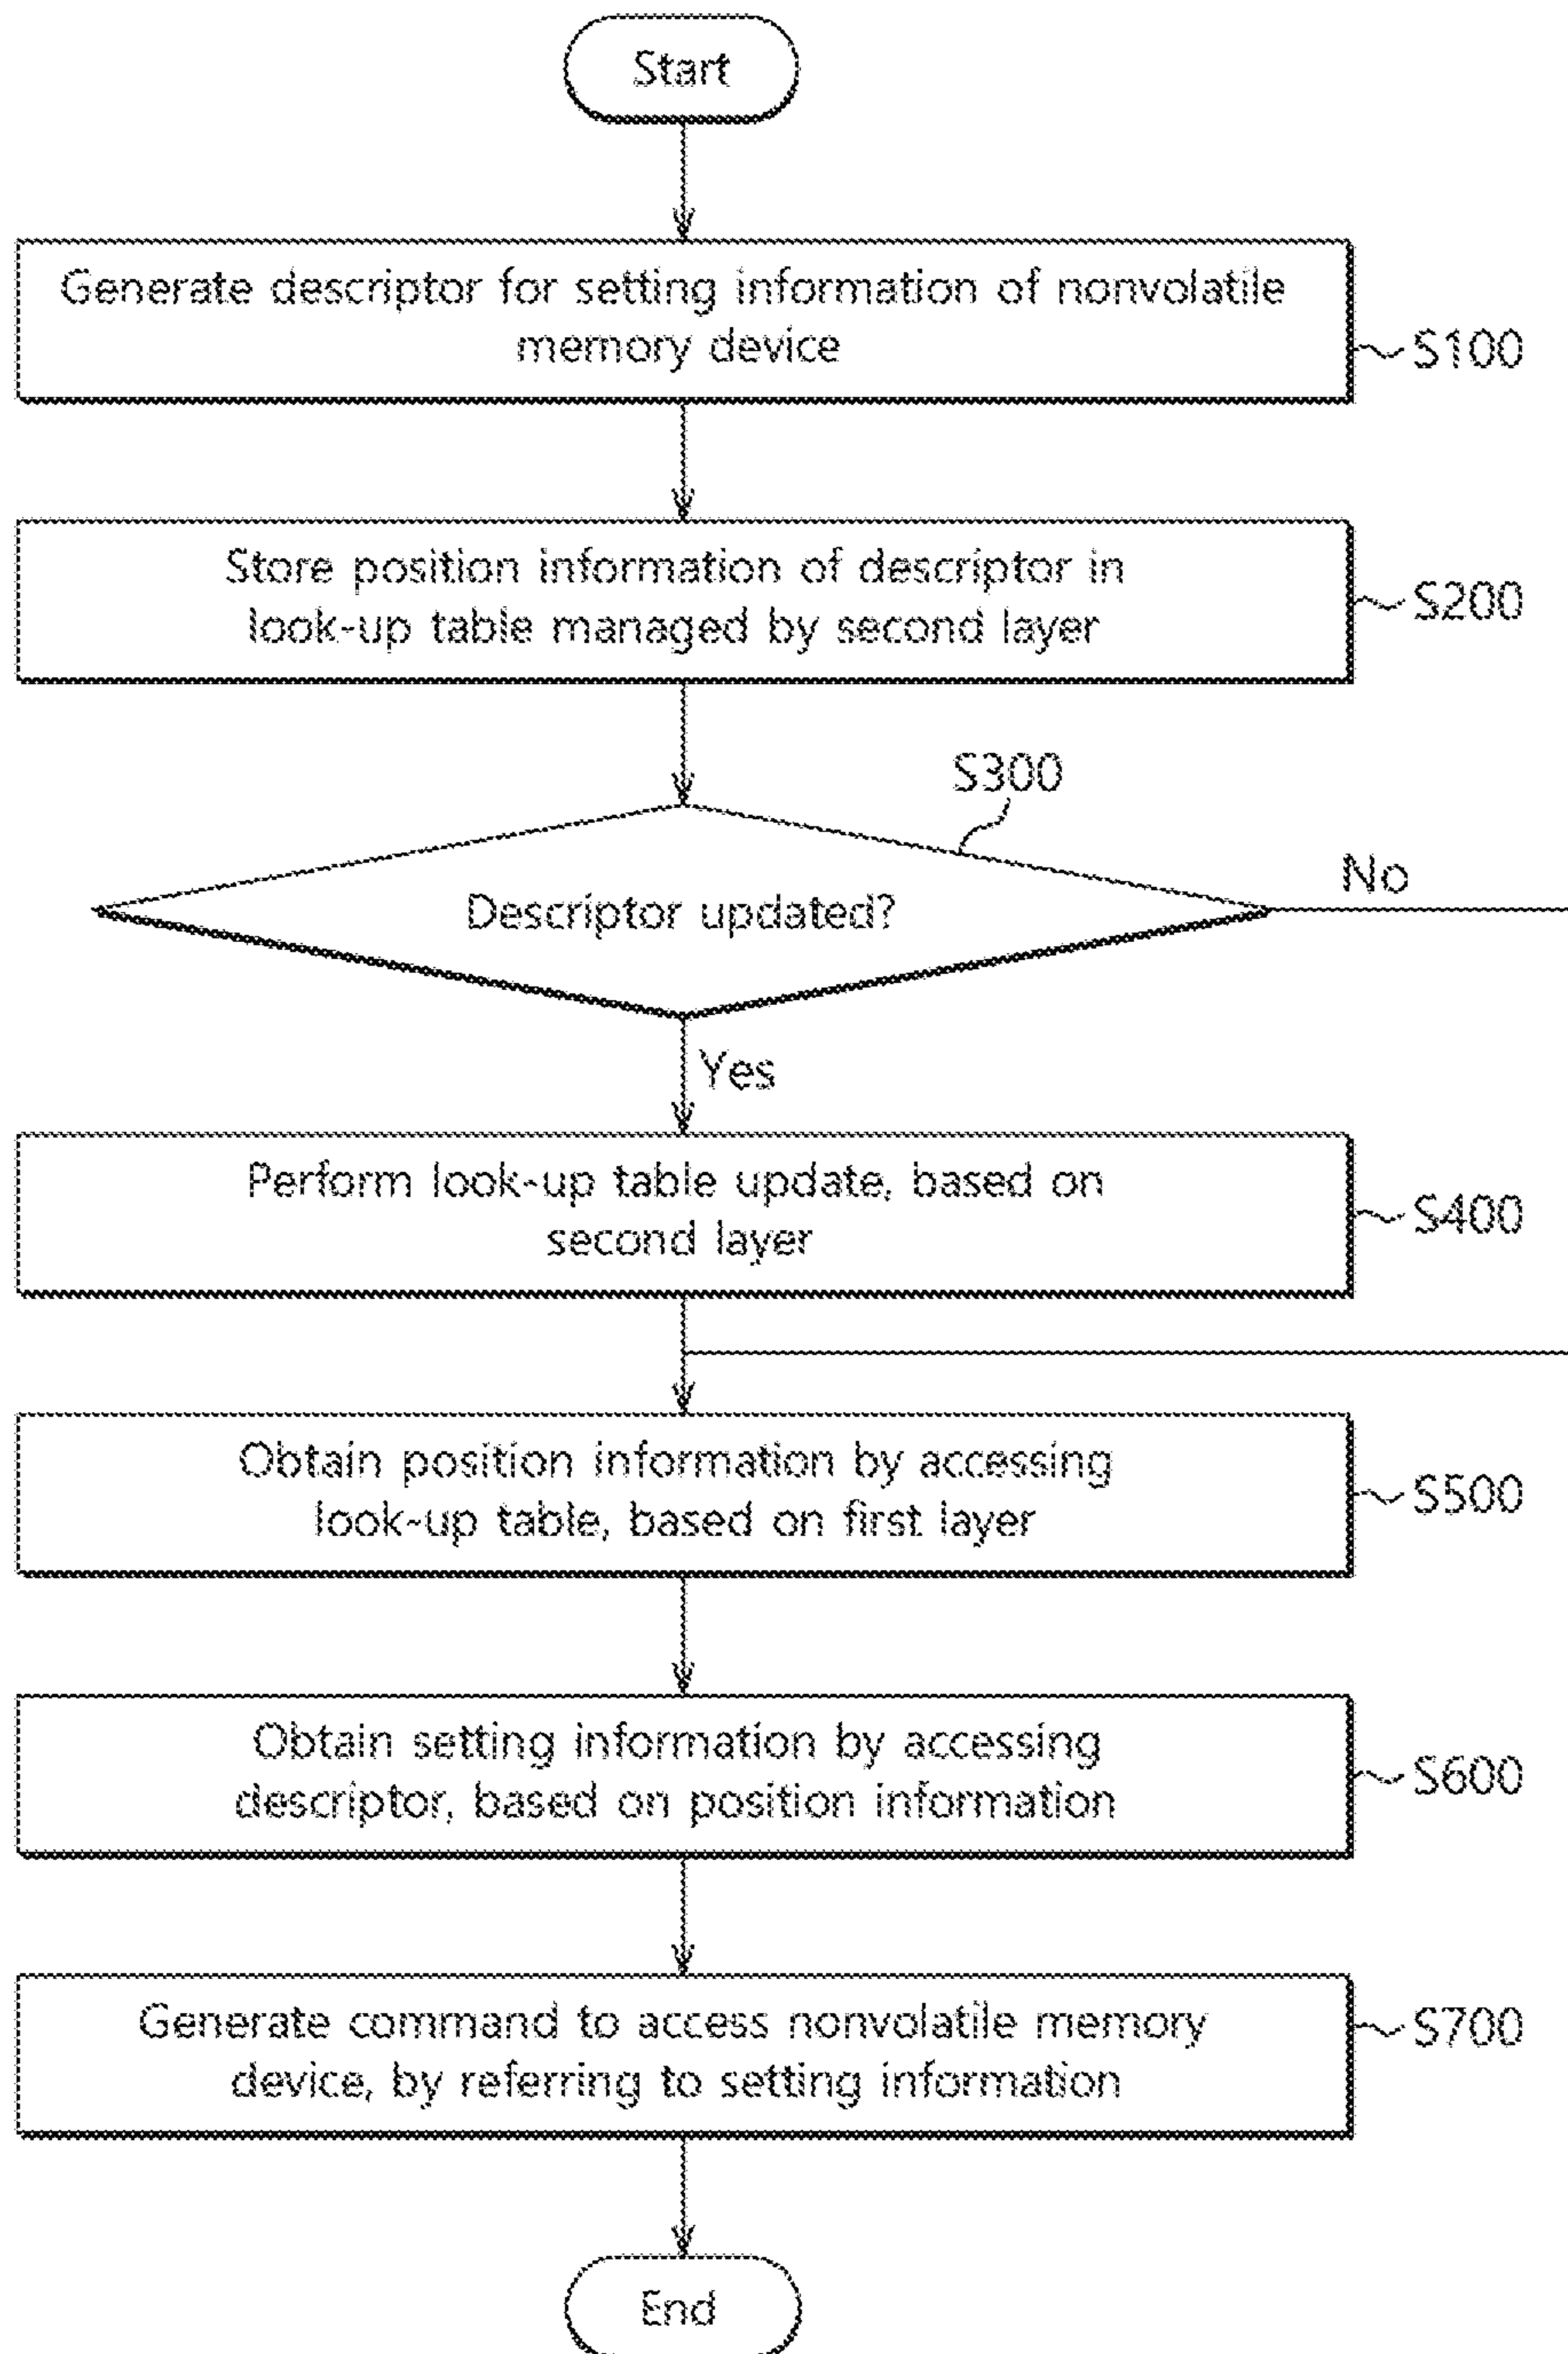 Start
Generate descriptor for setting information of nonvolatile
memory device
S100
Store position information of descriptor in
look-up table managed by second layer
S200
S300
Descriptor updated?
No
Yes
Perform look-up table update, based on
second layer
S400
Obtain position information by accessing
look-up table, based on first layer
S500
Obtain setting information by accessing
descriptor, based on position information
S600
Generate command to access nonvolatile memory
device, by referring to setting information
S700
End